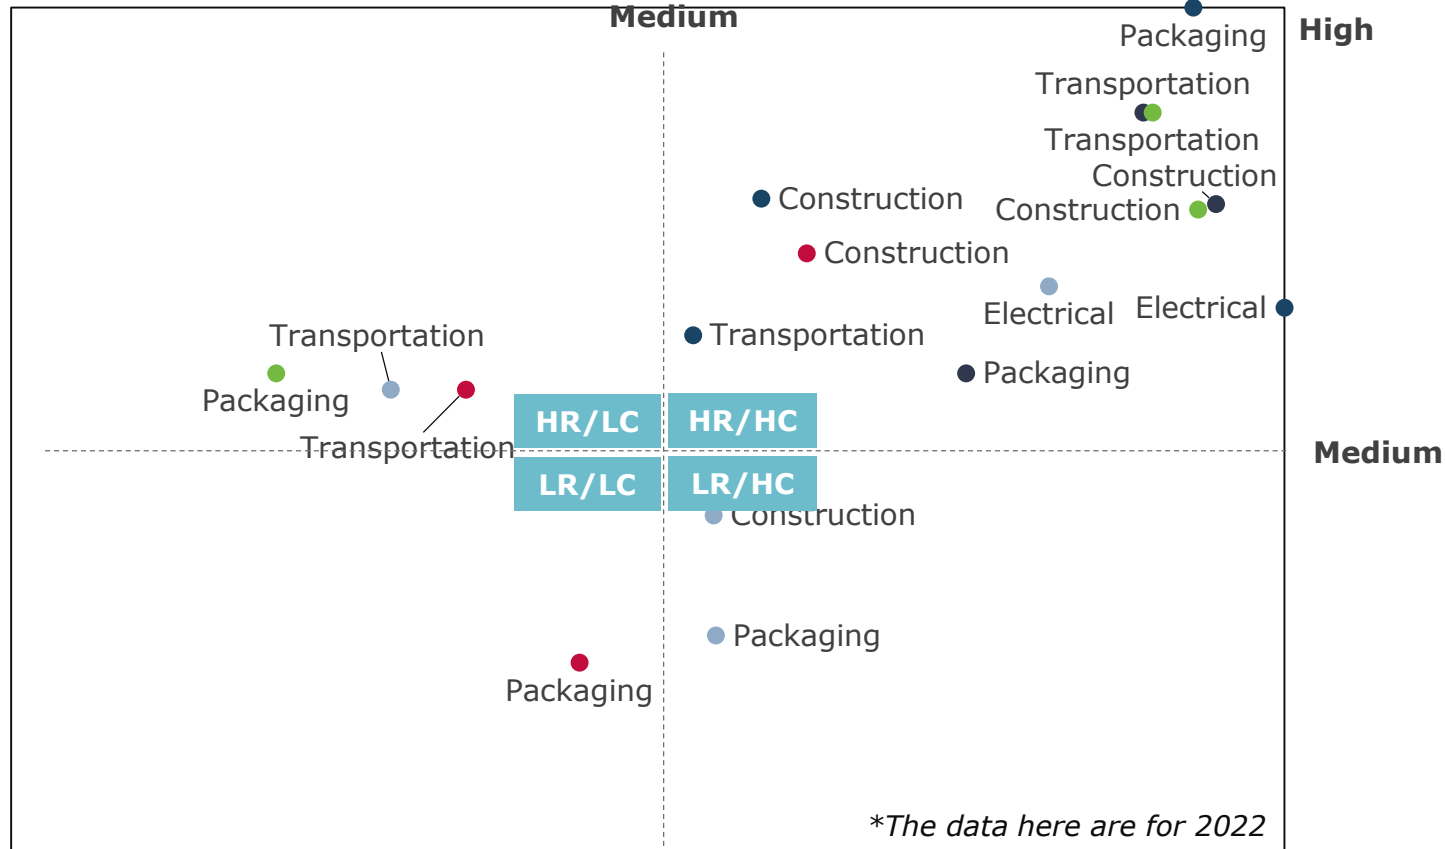 Medium
High
Packaging
Transportation
Transportation
Construction
Construction
Construction
Construction
Electrical
Electrical
Transportation
Transportation
Packaging
Packaging
Transportation
HR/LC
HR/HC
Medium
LR/LC
LR/HC
Construction
Packaging
Packaging
*The data here are for 2022